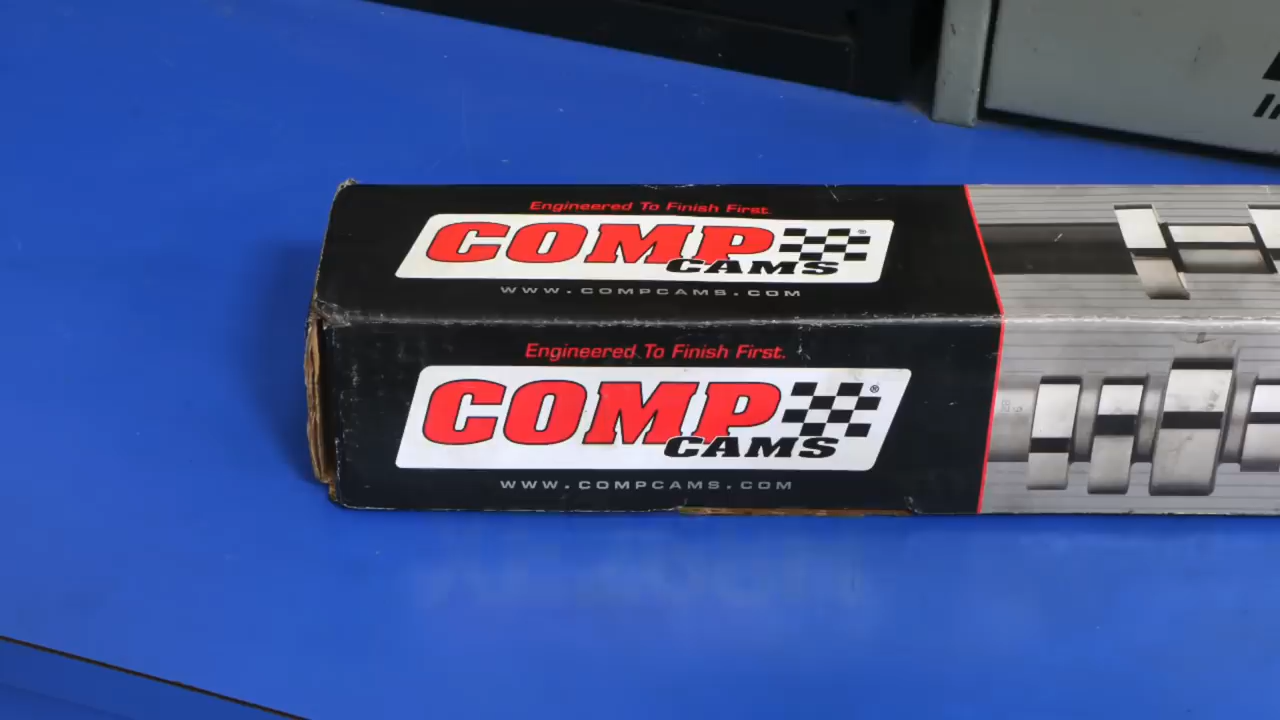 Engineered To Finish First.
COMP
CAMS
WWW.COMPCAMS.COM
Engineered To Finish First.
COMP
CAMS
WWW.COMPCAMS.COM